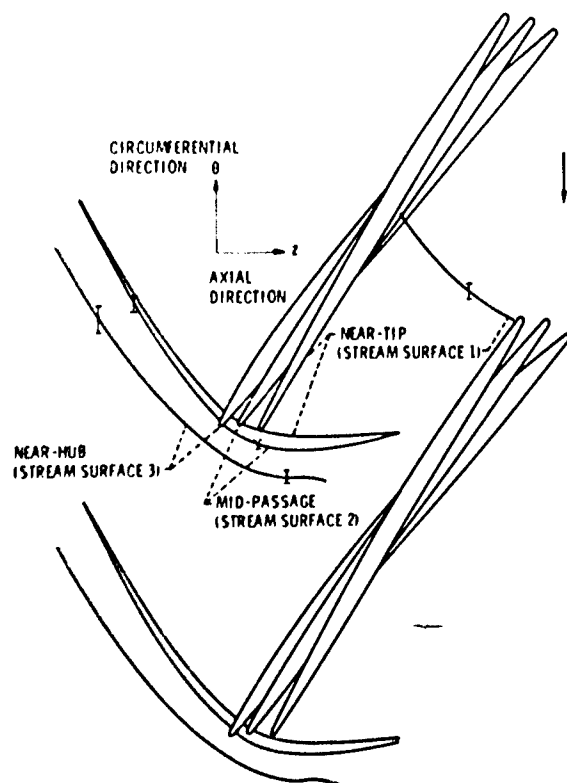 CIRCUMFERENTIAL
DIRECTION θ
Z
AXIAL
DIRECTION
NEAR-TIP
(STREAM SURFACE 1)
NEAR-HUB
(STREAM SURFACE 3)
MID-PASSAGE
(STREAM SURFACE 2)